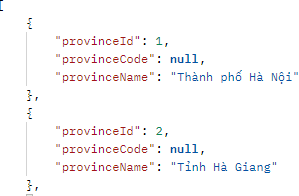 [
{
"provinceId": 1,
"provinceCode": null,
"provinceName": "Thành phố Hà Nội"
},
{
"provinceId": 2,
"provinceCode": null,
"provinceName": "Tỉnh Hà Giang"
},